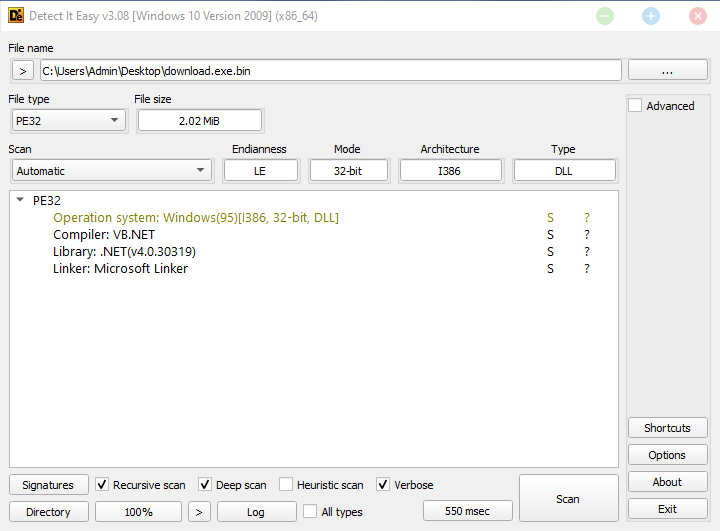 Detect It Easy v3.08 [Windows 10 Version 2009] (x86_64)
File name
> C:\Users\Admin\Desktop\download.exe.bin ...
File type File size
PE32 2.02 MiB
Advanced
Scan Endianness Mode Architecture Type
Automatic LE 32-bit I386 DLL
PE32
Operation system: Windows(95)[I386, 32-bit, DLL] S ?
Compiler: VB.NET S ?
Library: .NET(v4.0.30319) S ?
Linker: Microsoft Linker S ?
Shortcuts
Options
About
Exit
Signatures Recursive scan Deep scan Heuristic scan Verbose
Directory 100% > Log All types 550 msec Scan